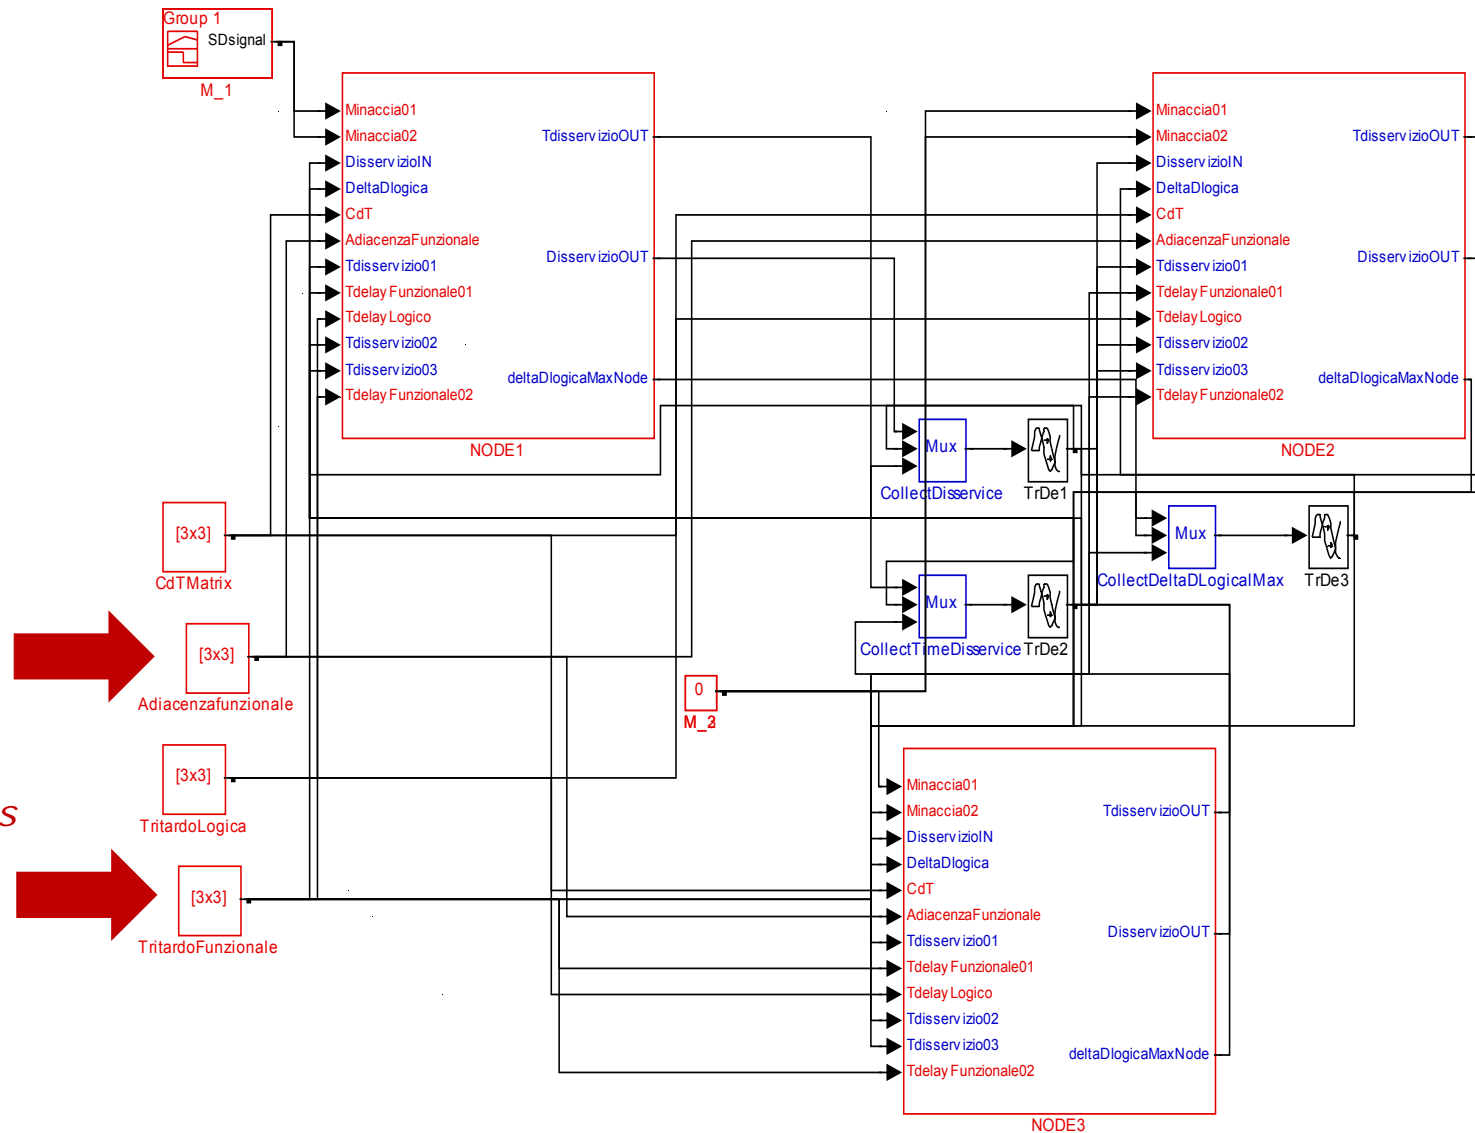 Group 1
SDsignal
M_1
Minaccia01
Minaccia02
DisservizioIN
DeltaDlogica
CdT
AdiacenzaFunzionale
Tdisservizio01
TdelayFunzionale01
TdelayLogico
Tdisservizio02
Tdisservizio03
TdelayFunzionale02
TdisservizioOUT
DisservizioOUT
deltaDlogicaMaxNode
NODE1
Minaccia01
Minaccia02
DisservizioIN
DeltaDlogica
CdT
AdiacenzaFunzionale
Tdisservizio01
TdelayFunzionale01
TdelayLogico
Tdisservizio02
Tdisservizio03
TdelayFunzionale02
TdisservizioOUT
DisservizioOUT
deltaDlogicaMaxNode
NODE2
Mux
CollectDisservice
TrDe1
[3x3]
CdTMatrix
Mux
CollectDeltaDLogicalMax
TrDe3
Mux
CollectTimeDisservice
TrDe2
[3x3]
Adiacenzafunzionale
0
[3x3]
TritardoLogica
s
[3x3]
TritardoFunzionale
Minaccia01
Minaccia02
DisservizioIN
DeltaDlogica
CdT
AdiacenzaFunzionale
Tdisservizio01
TdelayFunzionale01
TdelayLogico
Tdisservizio02
Tdisservizio03
TdelayFunzionale02
TdisservizioOUT
DisservizioOUT
deltaDlogicaMaxNode
NODE3